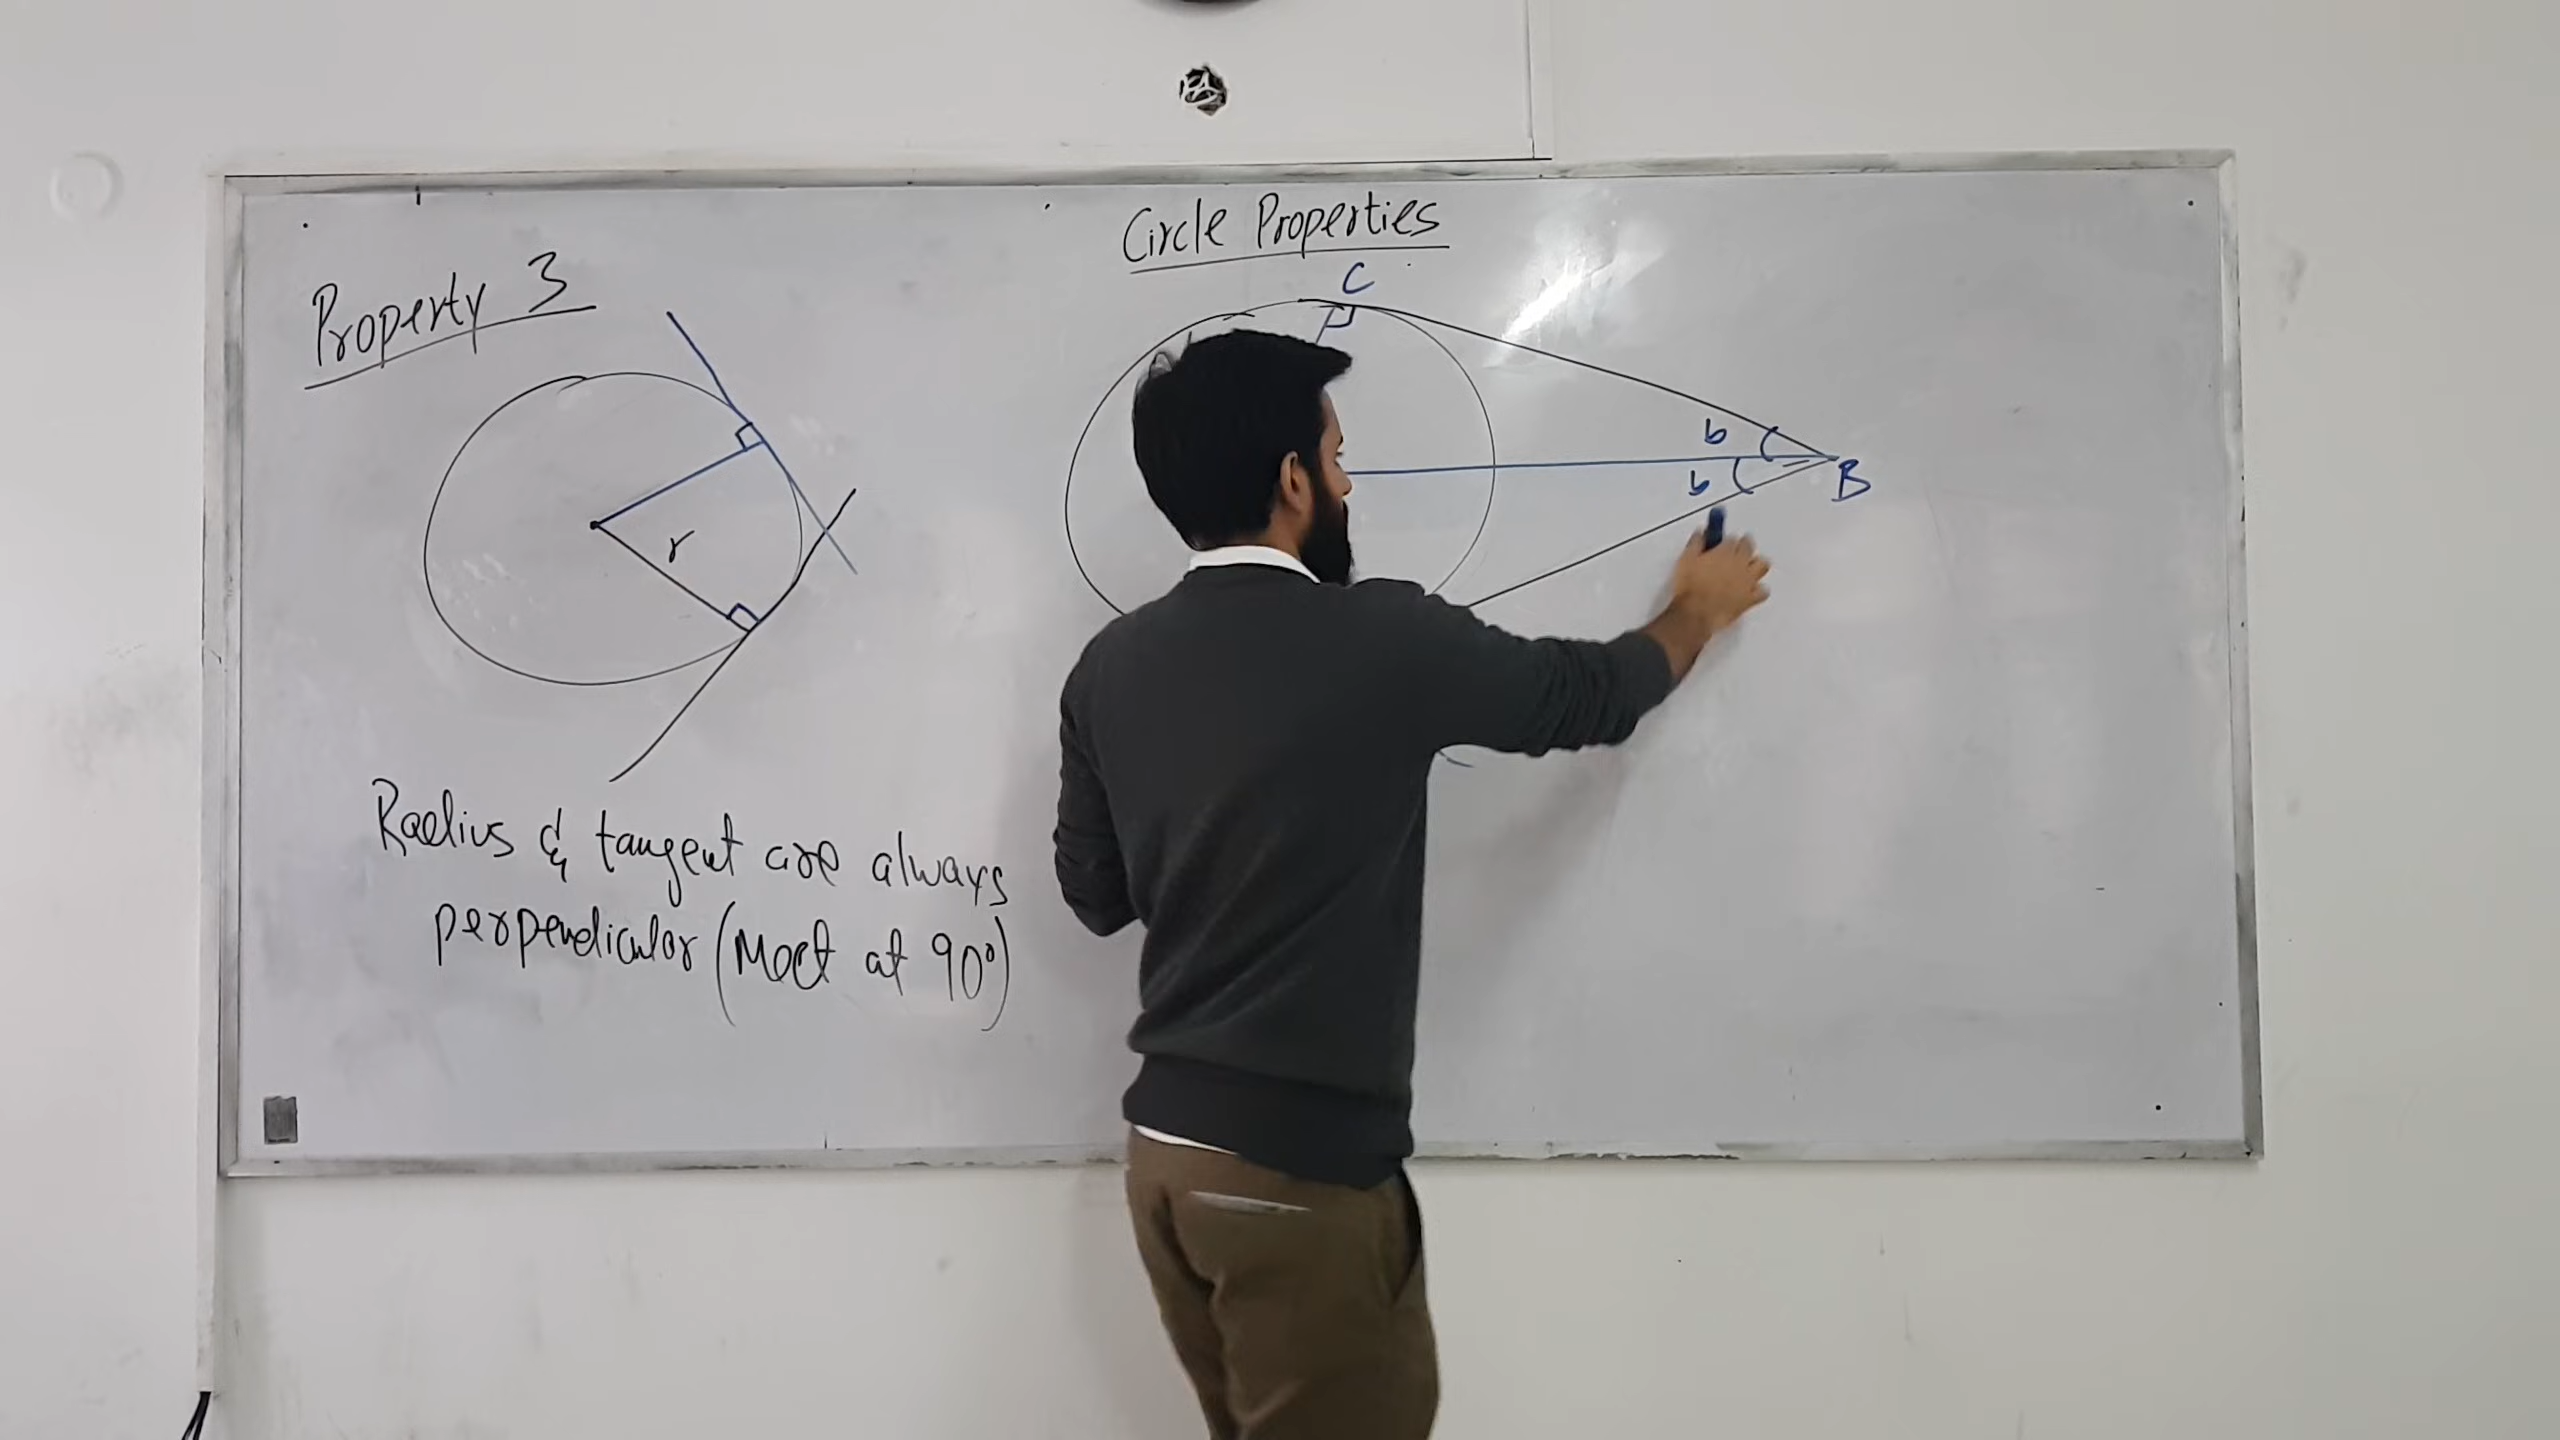 Circle Properties
Property 3
r
Radius & tangent are always
perpendicular (Meet at 90°)
C
b
b
B